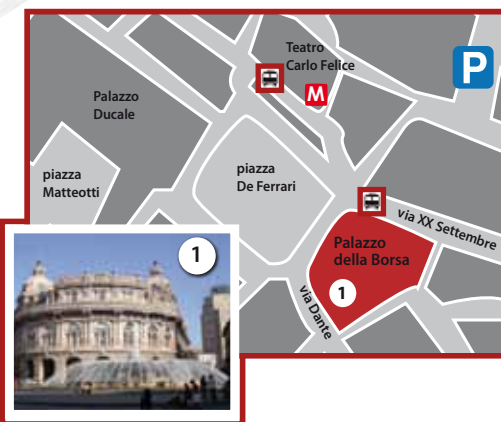 Teatro
Carlo Felice
M
P
Palazzo
Ducale
piazza
Matteotti
piazza
De Ferrari
via XX Settembre
Palazzo
della Borsa
1
via Dante
1